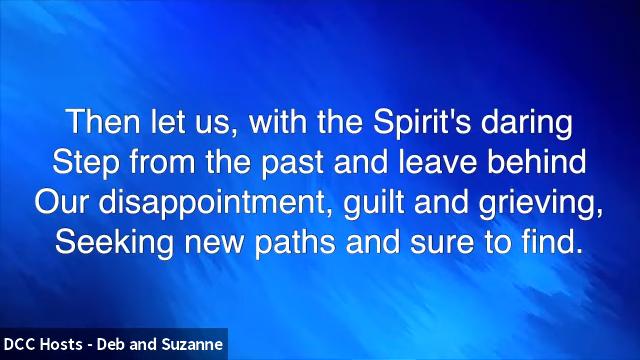 Then let us, with the Spirit's daring
Step from the past and leave behind
Our disappointment, guilt and grieving,
Seeking new paths and sure to find.
DCC Hosts - Deb and Suzanne